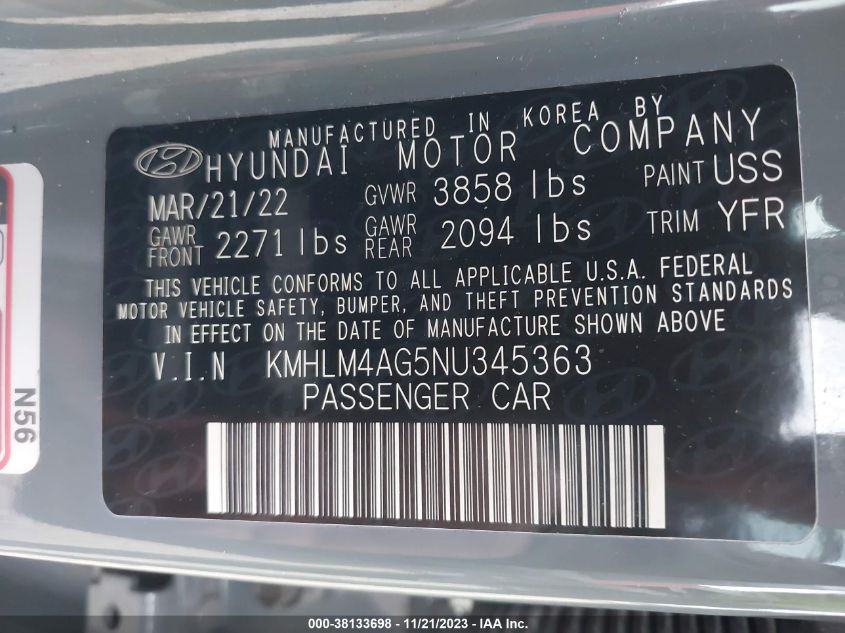 MANUFACTURED IN KOREA BY
HYUNDAI MOTOR COMPANY
MAR/21/22 GVWR 3858 lbs PAINT USS
GAWR FRONT 2271 lbs GAWR REAR 2094 lbs TRIM YFR
THIS VEHICLE CONFORMS TO ALL APPLICABLE U.S.A. FEDERAL
MOTOR VEHICLE SAFETY, BUMPER, AND THEFT PREVENTION STANDARDS
IN EFFECT ON THE DATE OF MANUFACTURE SHOWN ABOVE
V.I.N KMHLM4AG5NU345363
PASSENGER CAR
N56
000-38133698 - 11/21/2023 - IAA, Inc.